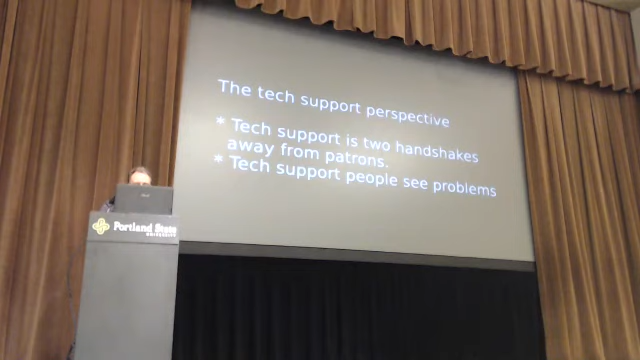 The tech support perspective
* Tech support is two handshakes
away from patrons.
* Tech support people see problems
Portland State
UNIVERSITY